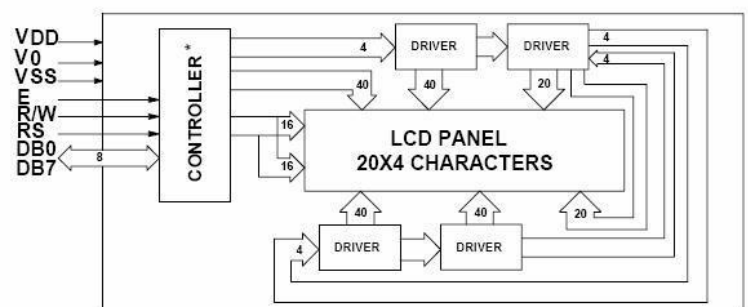 VDD
V0
VSS
E
R/W
RS
DB0
DB7
8
CONTROLLER*
4
DRIVER
DRIVER
4
4
40
40
20
16
16
LCD PANEL
20X4 CHARACTERS
40
40
20
4
DRIVER
DRIVER